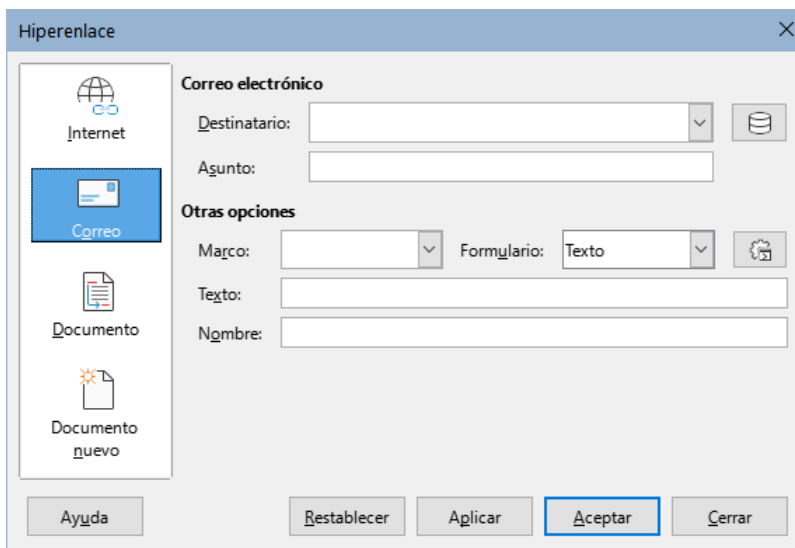 Hiperenlace
Internet
Correo
Documento
Documento
nuevo
Correo electrónico
Destinatario:
Asunto:
Otras opciones
Marco:
Formulario: Texto
Texto:
Nombre:
Ayuda
Restablecer
Aplicar
Aceptar
Cerrar